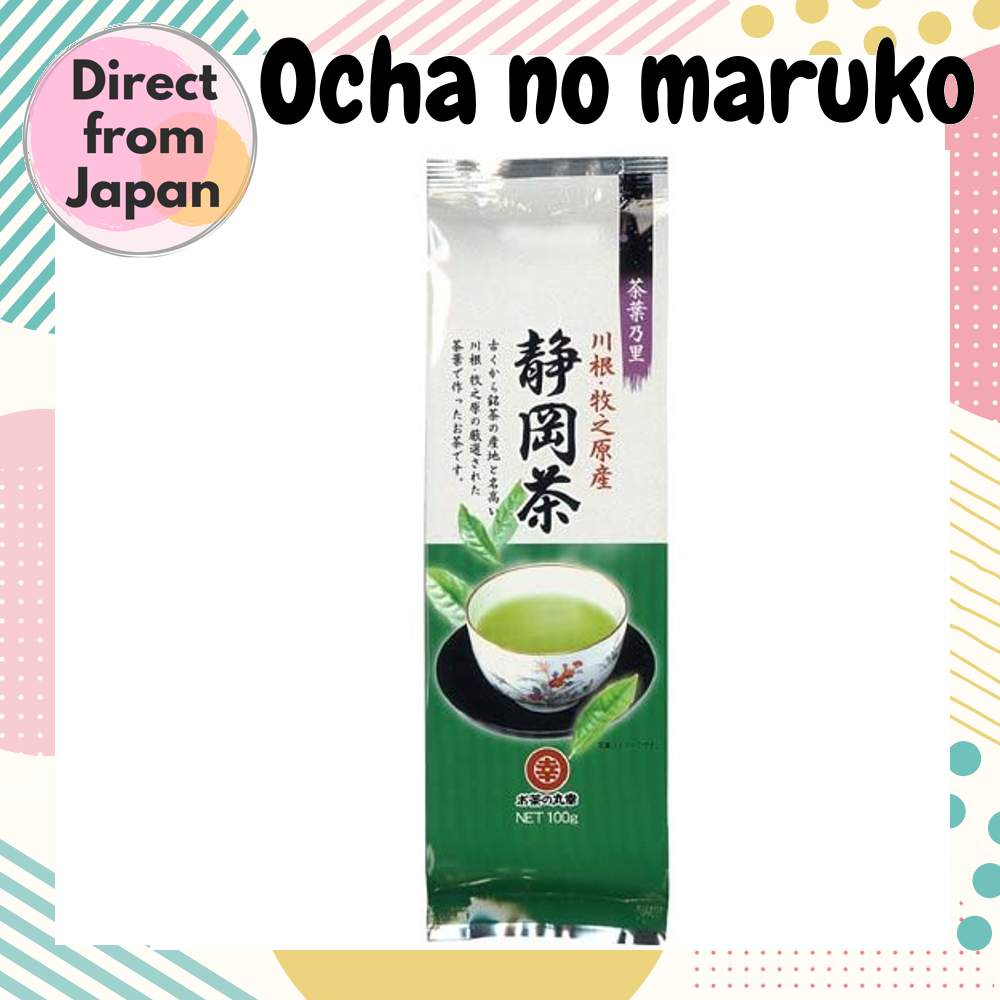 Direct
from
Japan
Ocha no maruko
茶葉乃里
川根・牧之原産
静岡茶
古くから銘茶の産地と名高い
川根・牧之原の厳選された
茶葉で作ったお茶です。
幸
お茶の丸幸
NET 100g